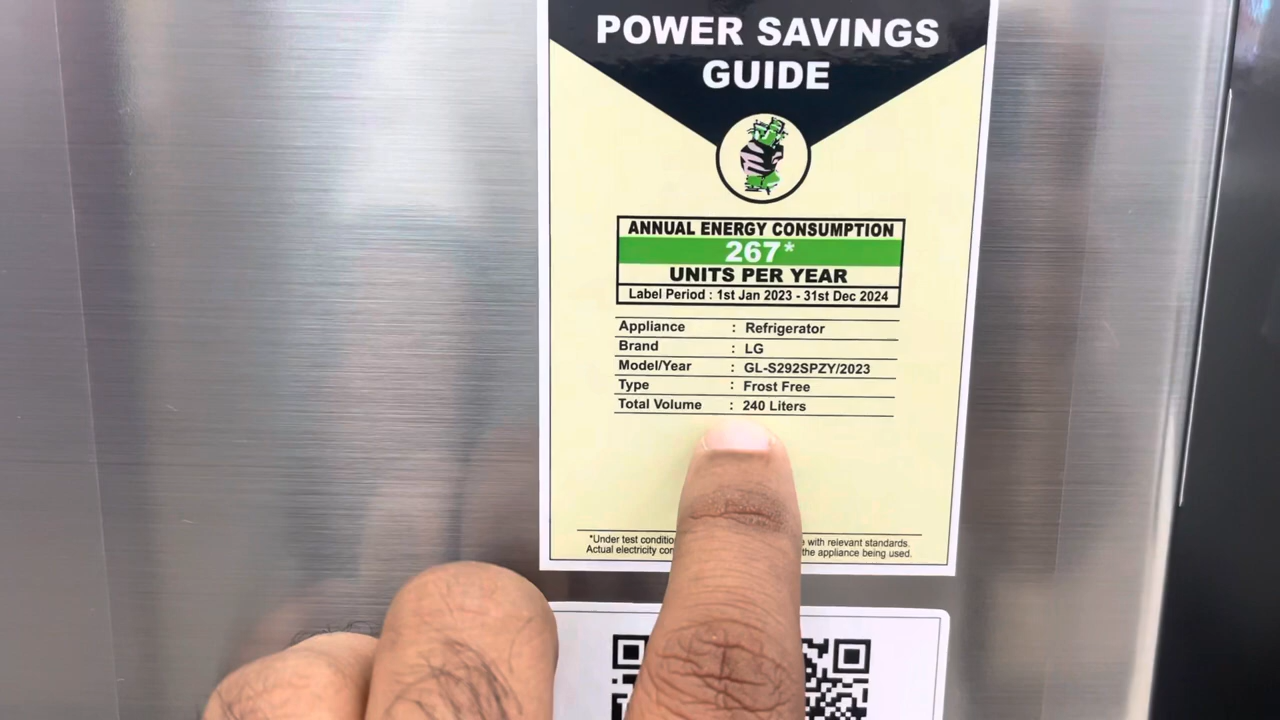 POWER SAVINGS
GUIDE
ANNUAL ENERGY CONSUMPTION
267*
UNITS PER YEAR
Label Period : 1st Jan 2023 - 31st Dec 2024
Appliance : Refrigerator
Brand : LG
Model/Year : GL-S292SPZY/2023
Type : Frost Free
Total Volume : 240 Liters
*Under test with relevant standards.
Actual electricity the appliance being used.